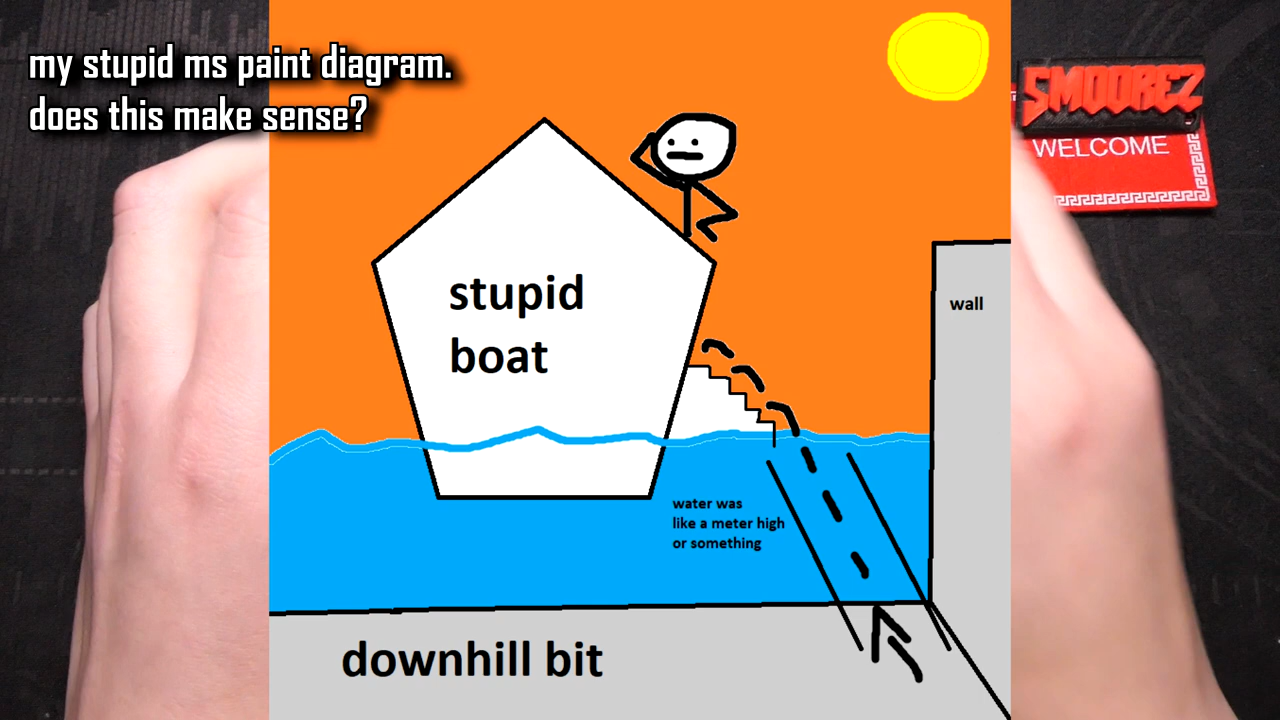 my stupid ms paint diagram.
does this make sense?
SMOOREZ
WELCOME
wall
stupid
boat
water was
like a meter high
or something
downhill bit